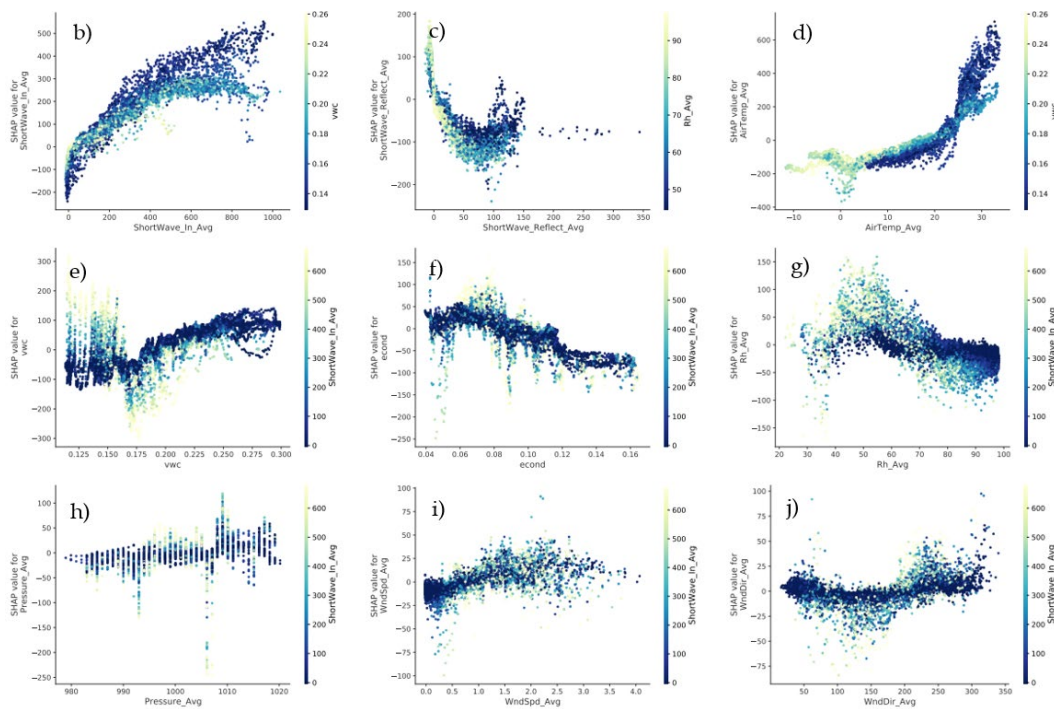 b)
500
400
300
200
100
0
−100
−200
SHAP value for
ShortWave_In_Avg
0 200 400 600 800 1000
ShortWave_In_Avg
0.26
0.24
0.22
0.20
0.18
0.16
0.14
vwc
c)
200
150
100
50
0
−100
−200
SHAP value for
ShortWave_Reflect_Avg
0 50 100 150 200 250 300 350
ShortWave_Reflect_Avg
90
80
70
60
50
Rh_Avg
d)
600
400
200
0
−200
−400
SHAP value for
AirTemp_Avg
−10 0 10 20 30
AirTemp_Avg
0.26
0.24
0.22
0.20
0.18
0.16
0.14
e)
300
200
100
0
−100
−200
−300
SHAP value for
vwc
0.125 0.150 0.175 0.200 0.225 0.250 0.275 0.300
vwc
600
500
400
300
200
100
0
ShortWave_In_Avg
f)
150
100
50
0
−50
−100
−150
−200
−250
SHA value for
econd
0.04 0.06 0.08 0.10 0.12 0.14 0.16
econd
600
500
400
300
200
100
0
ShortWave_In_Avg
g)
150
100
50
0
−50
−100
−150
SHAP value for
Rh_Avg
20 30 40 50 60 70 80 90 100
Rh_Avg
600
500
400
300
200
100
0
ShortWave_In_Avg
h)
100
50
0
−50
−100
−150
−200
−250
SHAP value for
Pressure_Avg
980 990 1000 1010 1020
Pressure_Avg
600
500
400
300
200
100
0
ShortWave_In_Avg
i)
100
75
50
25
0
−25
−50
−75
−100
SHAP value for
WndSpd_Avg
0.0 0.5 1.0 1.5 2.0 2.5 3.0 3.5 4.0
WndSpd_Avg
600
500
400
300
200
100
0
ShortWave_In_Avg
j)
100
75
50
25
0
−25
−50
−75
SHAP value for
WndDir_Avg
50 100 150 200 250 300 350
WndDir_Avg
600
500
400
300
200
100
0
ShortWave_In_Avg